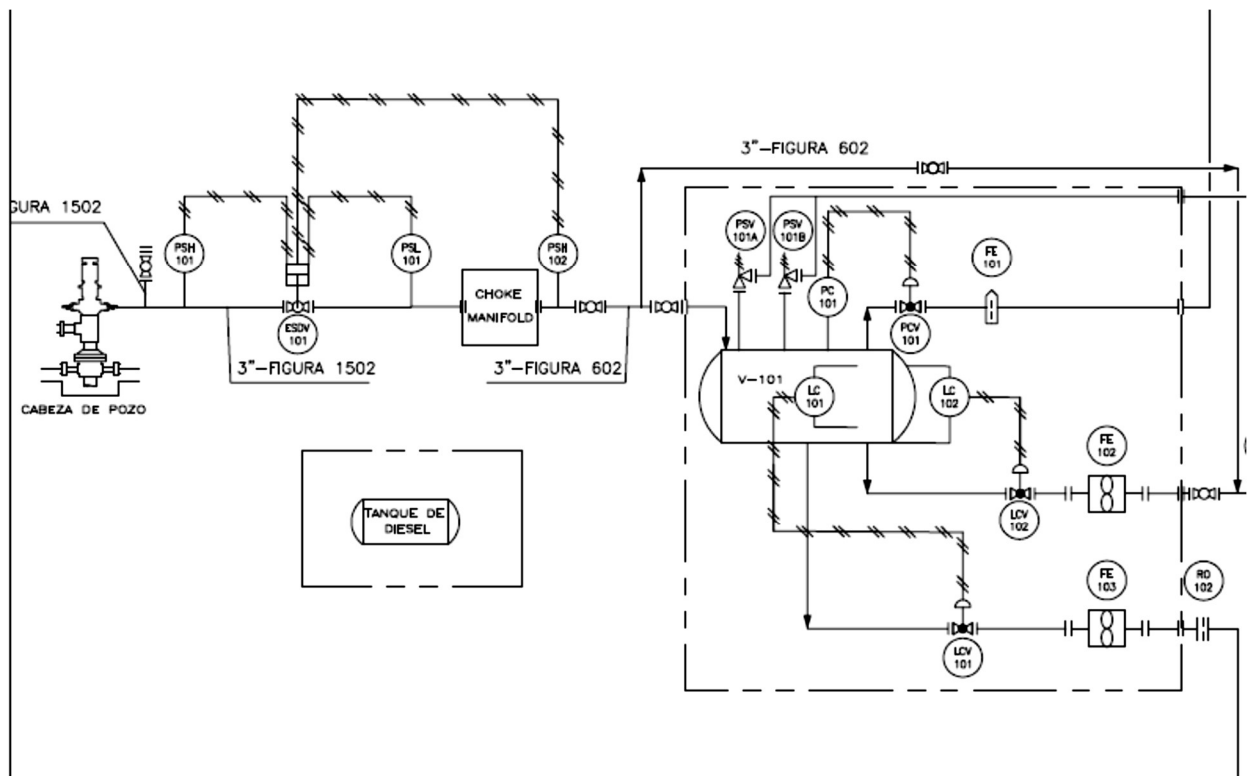 3"-FIGURA 602
GURA 1502
PSH
101
PSL
101
PSH
102
PSV
101A
PSV
101B
FE
101
PC
101
CHOKE
MANIFOLD
ESDV
101
PCV
101
3"-FIGURA 1502
3"-FIGURA 602
V-101
LC
101
LC
102
CABEZA DE POZO
FE
102
LCV
102
TANQUE DE
DIESEL
FE
103
RO
102
LCV
101